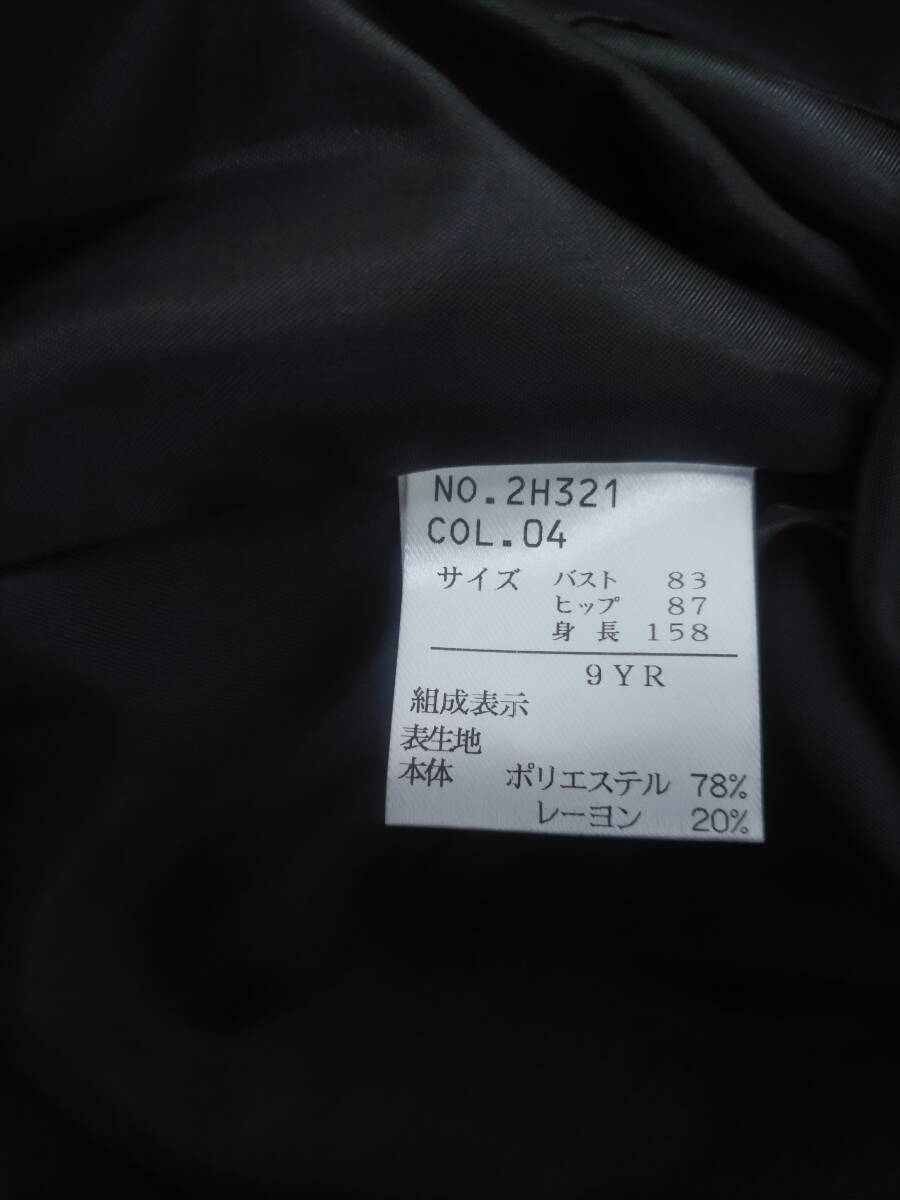 NO.2H321
COL.04
サイズ バスト 83
ヒップ 87
身長 158
9YR
組成表示
表生地
本体 ポリエステル 78%
レーヨン 20%